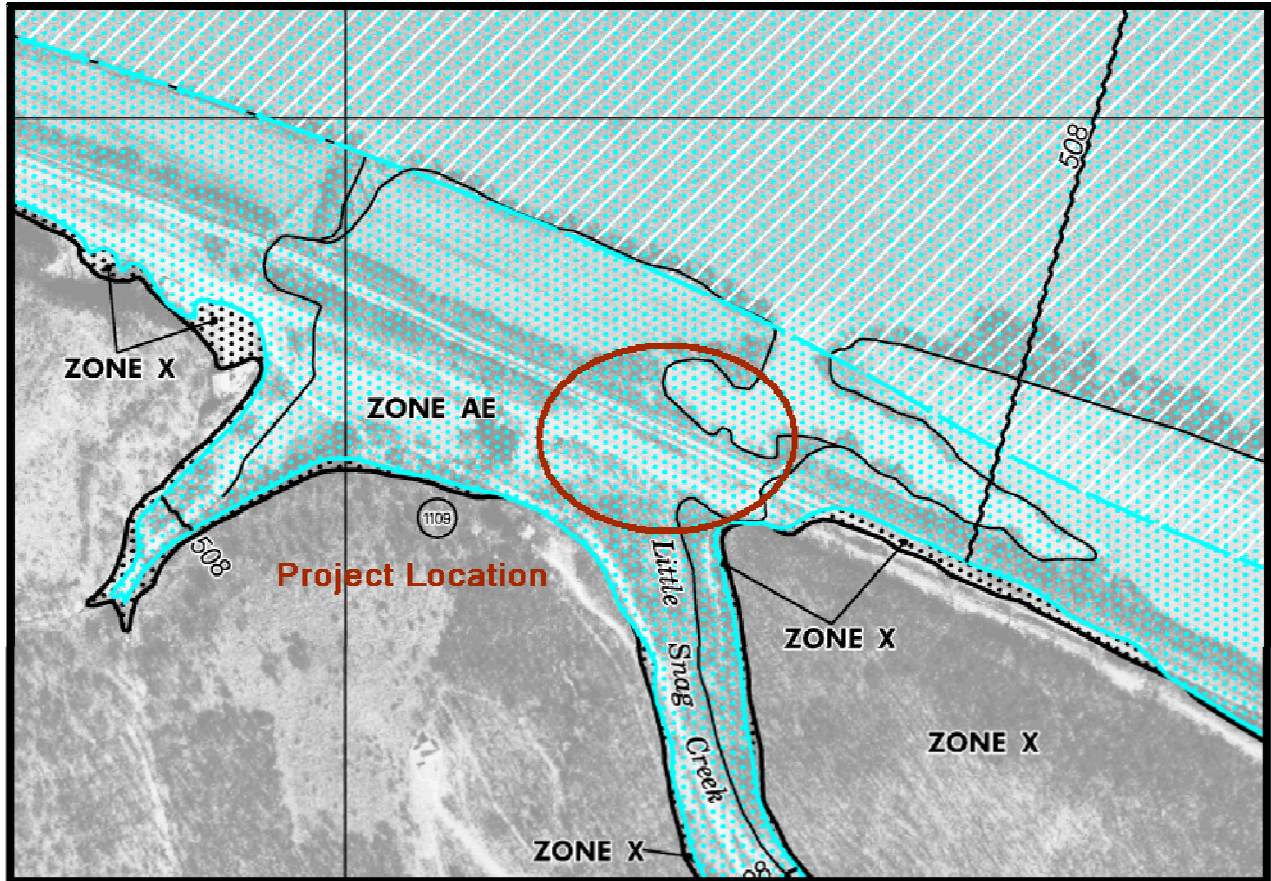 508
ZONE X
ZONE AE
1109
508
Project Location
Little Snag Creek
ZONE X
ZONE X
ZONE X